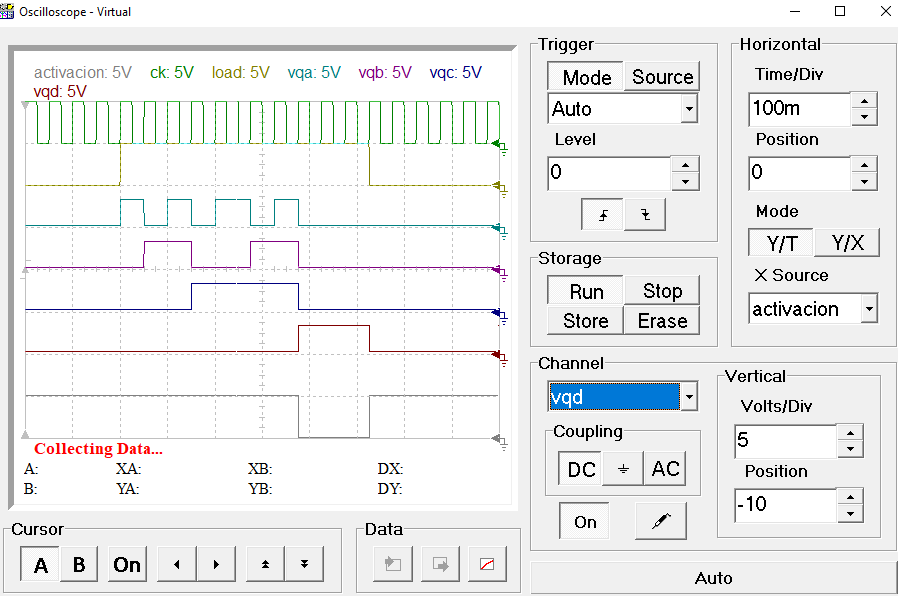 Oscilloscope - Virtual
activacion: 5V ck: 5V load: 5V vqa: 5V vqb: 5V vqc: 5V
vqd: 5V
Collecting Data...
A: XA: XB: DX:
B: YA: YB: DY:
Cursor
A B On
Data
Trigger
Mode Source
Auto
Level
0
Storage
Run Stop
Store Erase
Horizontal
Time/Div
100m
Position
0
Mode
Y/T Y/X
X Source
activacion
Channel
vqd
Coupling
DC AC
On
Vertical
Volts/Div
5
Position
-10
Auto